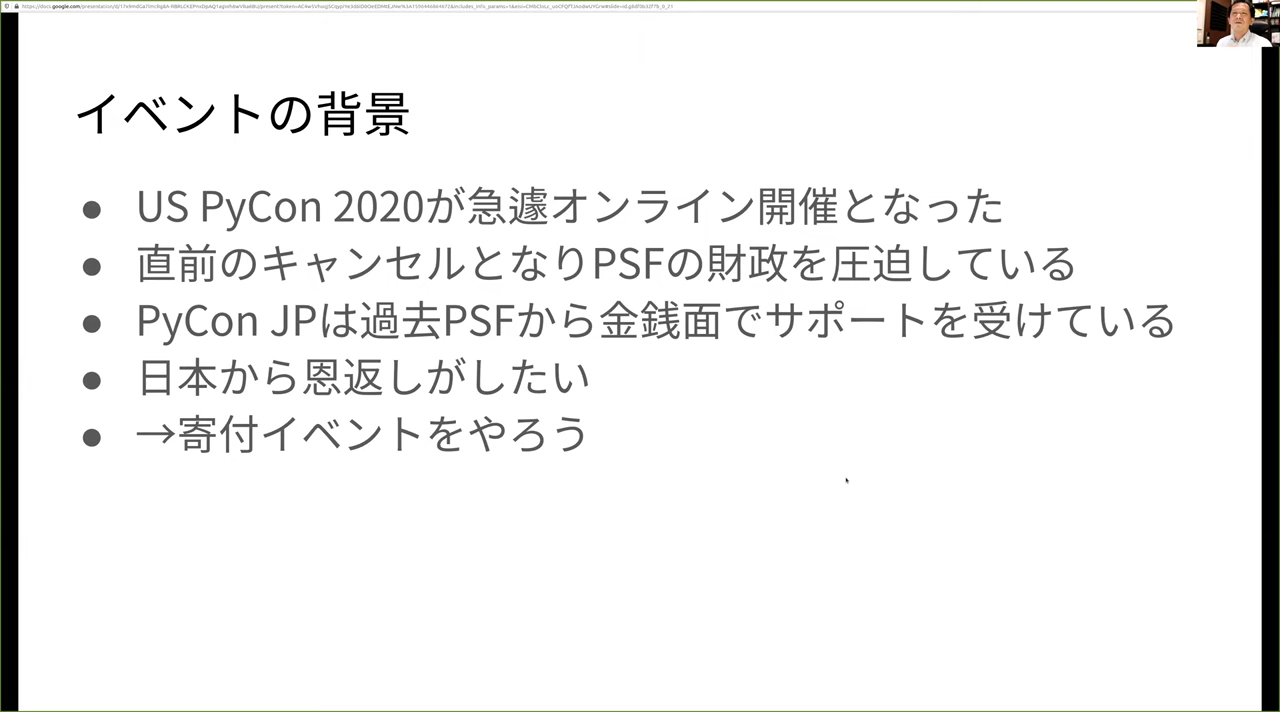 イベントの背景
● US PyCon 2020が急遽オンライン開催となった
● 直前のキャンセルとなりPSFの財政を圧迫している
● PyCon JPは過去PSFから金銭面でサポートを受けている
● 日本から恩返しがしたい
● →寄付イベントをやろう